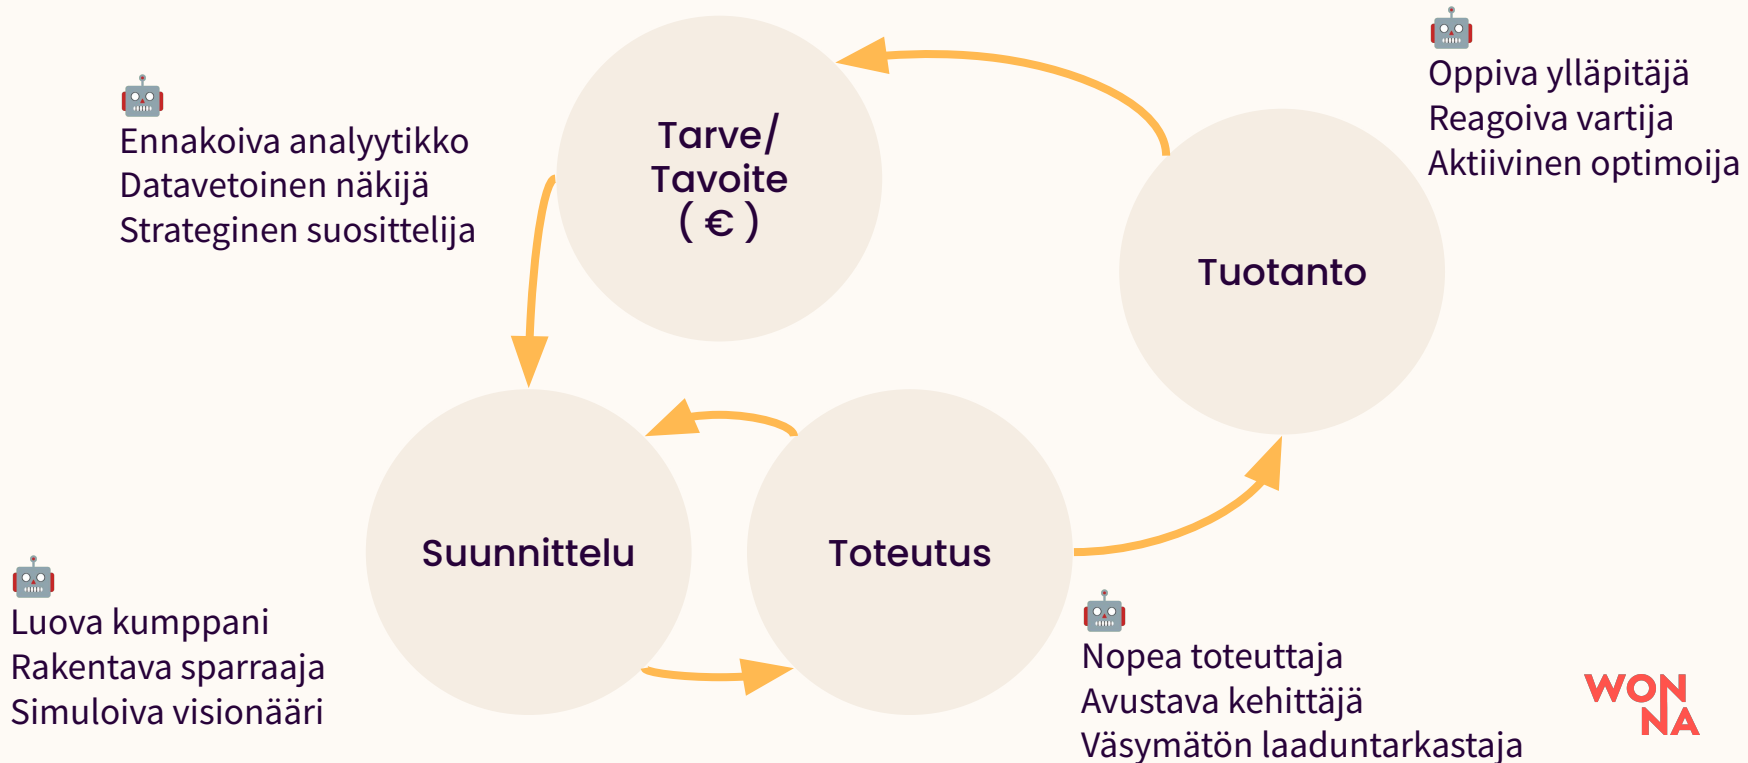 Ennakoiva analyytikko
Datavetoinen näkijä
Strateginen suosittelija
Tarve/
Tavoite
( € )
Oppiva ylläpitäjä
Reagoiva vartija
Aktiivinen optimoija
Tuotanto
Suunnittelu
Toteutus
Luova kumppani
Rakentava sparraaja
Simuloiva visionääri
Nopea toteuttaja
Avustava kehittäjä
Väsymätön laaduntarkastaja
WON
NA